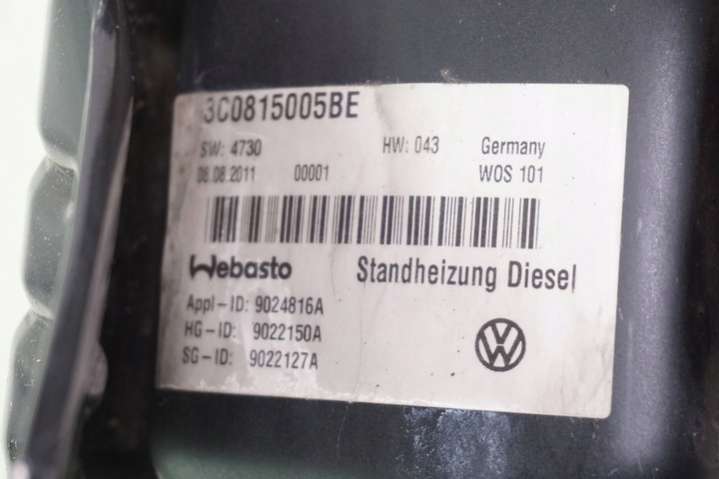 3C0815005BE
SW: 4730 HW: 043 Germany
08.08.2011 00001 WOS 101
Webasto Standheizung Diesel
Appl-ID: 9024816A
HG-ID: 9022150A
SG-ID: 9022127A